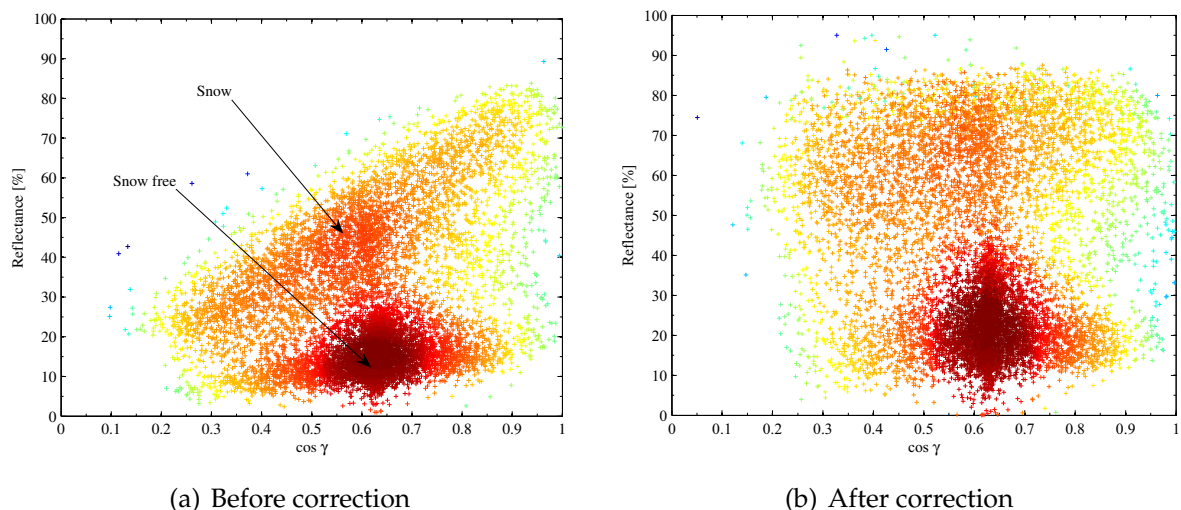 100
90
80
70
60
50
40
30
20
10
0
Reflectance [%]
Snow
Snow free
0 0.1 0.2 0.3 0.4 0.5 0.6 0.7 0.8 0.9 1
cos γ
(a) Before correction
100
90
80
70
60
50
40
30
20
10
0
Reflectance [%]
0 0.1 0.2 0.3 0.4 0.5 0.6 0.7 0.8 0.9 1
cos γ
(b) After correction